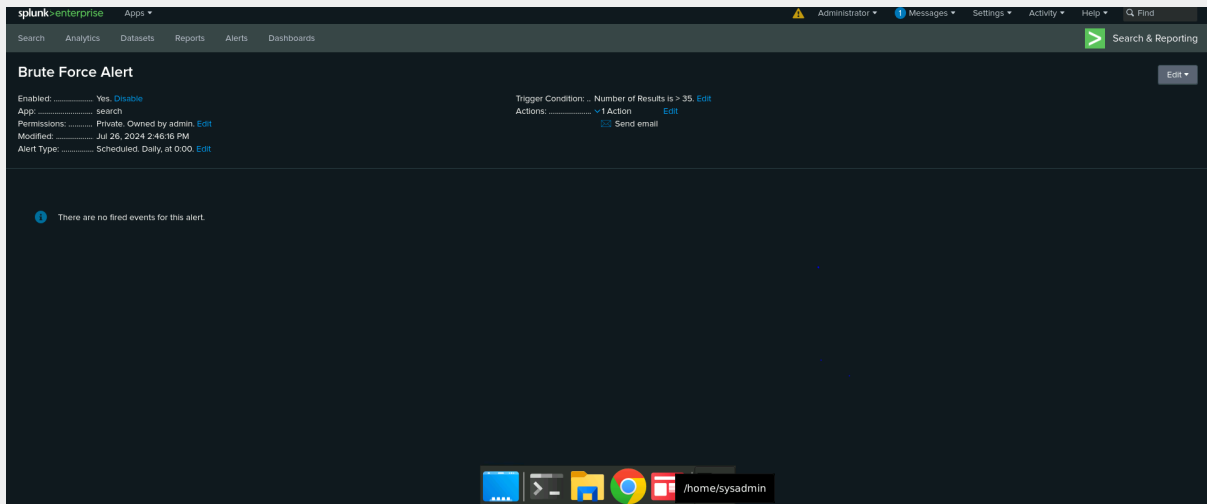 splunk>enterprise Apps ▾ Administrator ▾ 1 Messages ▾ Settings ▾ Activity ▾ Help ▾ Find
Search Analytics Datasets Reports Alerts Dashboards > Search & Reporting
Brute Force Alert
Edit ▾
Enabled: .................. Yes. Disable
App: ........................... search
Permissions: ........... Private. Owned by admin. Edit
Modified: ................. Jul 26, 2024 2:46:16 PM
Alert Type: .............. Scheduled. Daily, at 0:00. Edit
Trigger Condition: .. Number of Results is > 35. Edit
Actions: .................... 1 Action Edit
Send email
There are no fired events for this alert.
/home/sysadmin